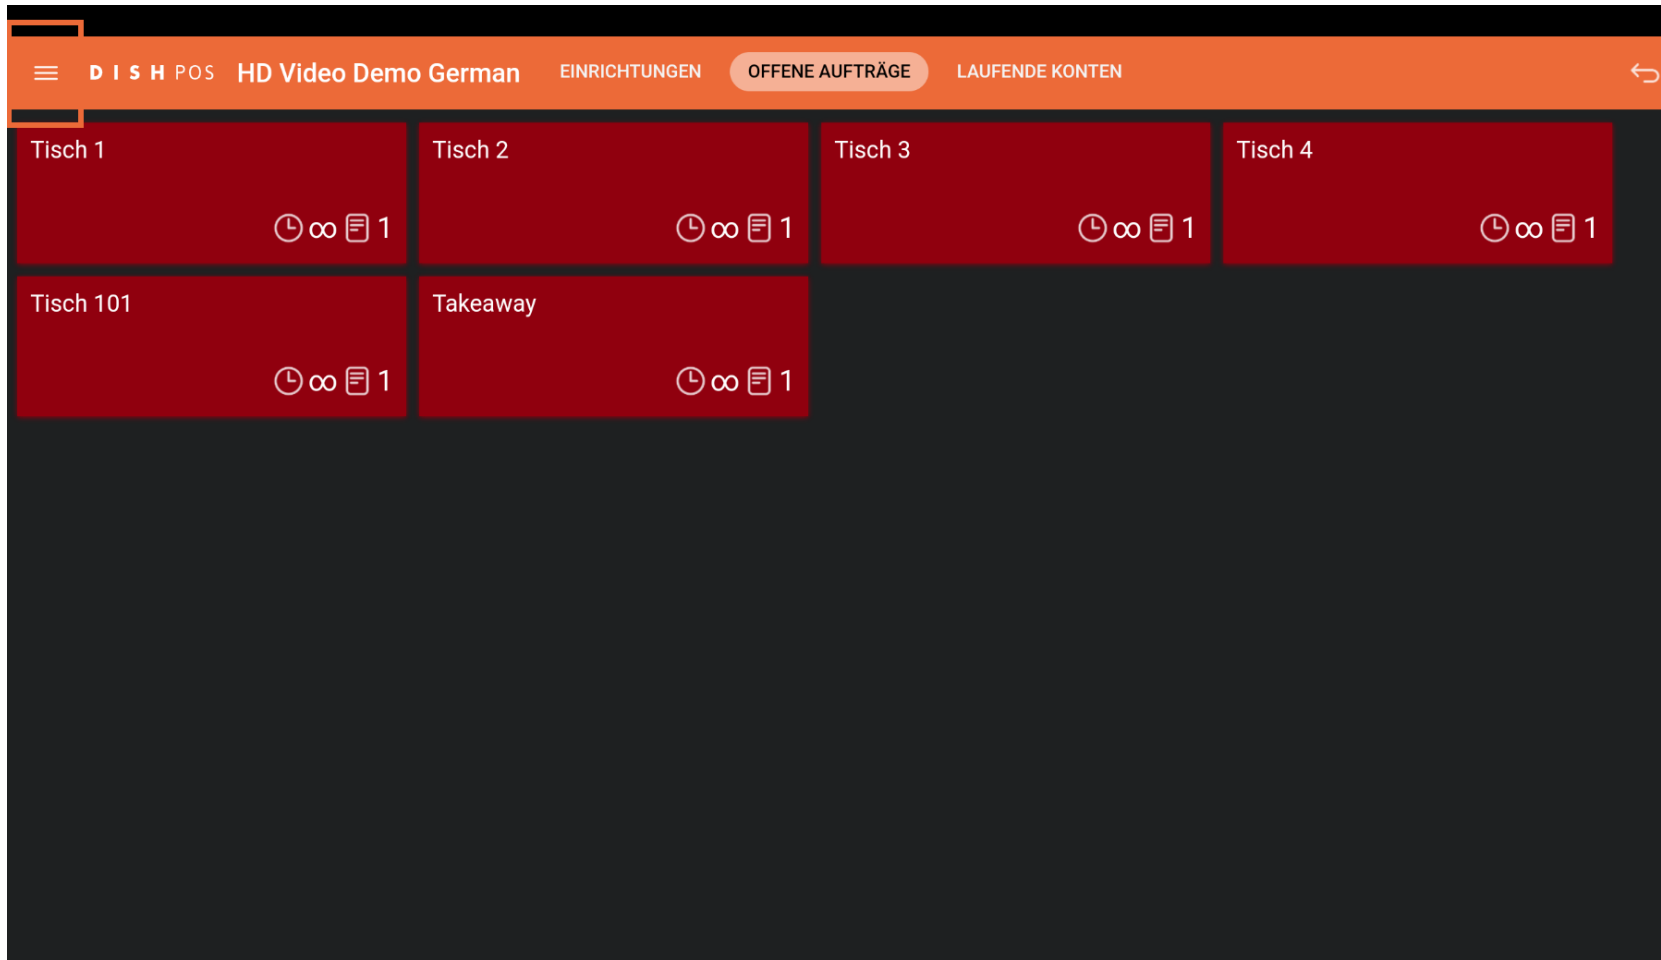 DISH POS HD Video Demo German EINRICHTUNGEN OFFENE AUFTRÄGE LAUFENDE KONTEN
Tisch 1 Tisch 2 Tisch 3 Tisch 4
∞ 1 ∞ 1 ∞ 1 ∞ 1
Tisch 101 Takeaway
∞ 1 ∞ 1